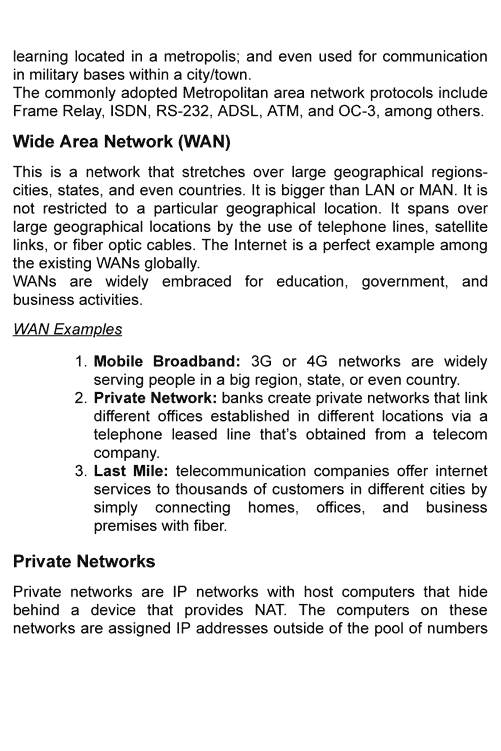 learning located in a metropolis; and even used for communication
in military bases within a city/town.
The commonly adopted Metropolitan area network protocols include
Frame Relay, ISDN, RS-232, ADSL, ATM, and OC-3, among others.
Wide Area Network (WAN)
This is a network that stretches over large geographical regions-
cities, states, and even countries. It is bigger than LAN or MAN. It is
not restricted to a particular geographical location. It spans over
large geographical locations by the use of telephone lines, satellite
links, or fiber optic cables. The Internet is a perfect example among
the existing WANs globally.
WANs are widely embraced for education, government, and
business activities.
WAN Examples
1. Mobile Broadband: 3G or 4G networks are widely
serving people in a big region, state, or even country.
2. Private Network: banks create private networks that link
different offices established in different locations via a
telephone leased line that's obtained from a telecom
company.
3. Last Mile: telecommunication companies offer internet
services to thousands of customers in different cities by
simply connecting homes, offices, and business
premises with fiber.
Private Networks
Private networks are IP networks with host computers that hide
behind a device that provides NAT. The computers on these
networks are assigned IP addresses outside of the pool of numbers